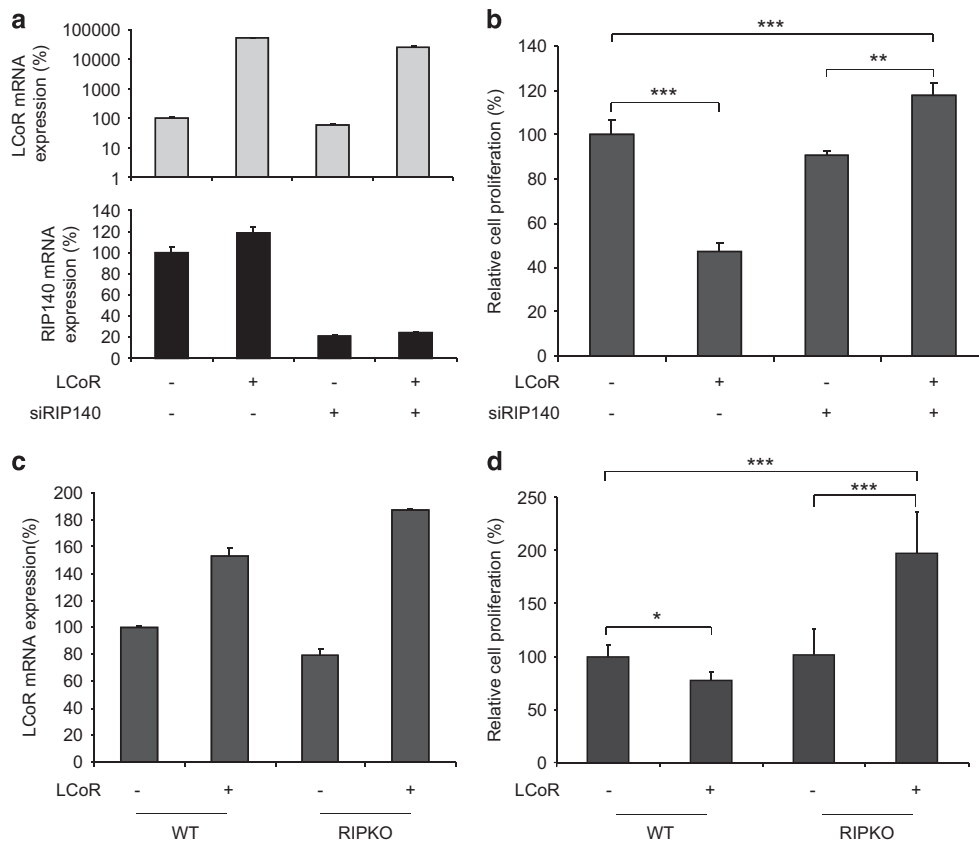 a
LCoR mRNA
expression (%)
100000
10000
1000
100
10
1
RIP140 mRNA
expression (%)
140
120
100
80
60
40
20
0
LCoR - + - +
siRIP140 - - + +
b
Relative cell proliferation (%)
140
120
100
80
60
40
20
0
***
***
**
LCoR - + - +
siRIP140 - - + +
c
LCoR mRNA expression(%)
200
180
160
140
120
100
80
60
40
20
0
LCoR - + - +
WT RIPKO
d
Relative cell proliferation (%)
250
200
150
100
50
0
***
***
*
LCoR - + - +
WT RIPKO